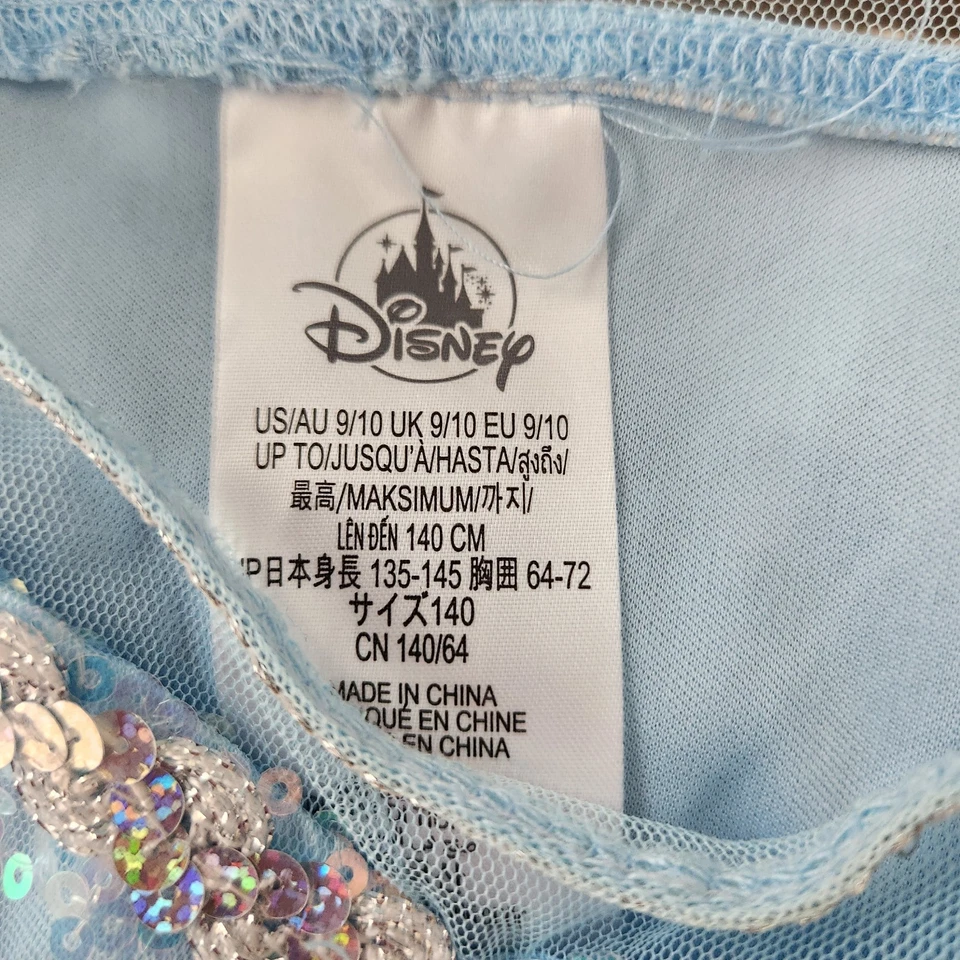 Disney
US/AU 9/10 UK 9/10 EU 9/10
UP TO/JUSQU'À/HASTA/สูงถึง/
最高/MAKSIMUM/까지/
LÊN ĐẾN 140 CM
日本身長 135-145 胸囲 64-72
サイズ140
CN 140/64
MADE IN CHINA
EN CHINE
EN CHINA